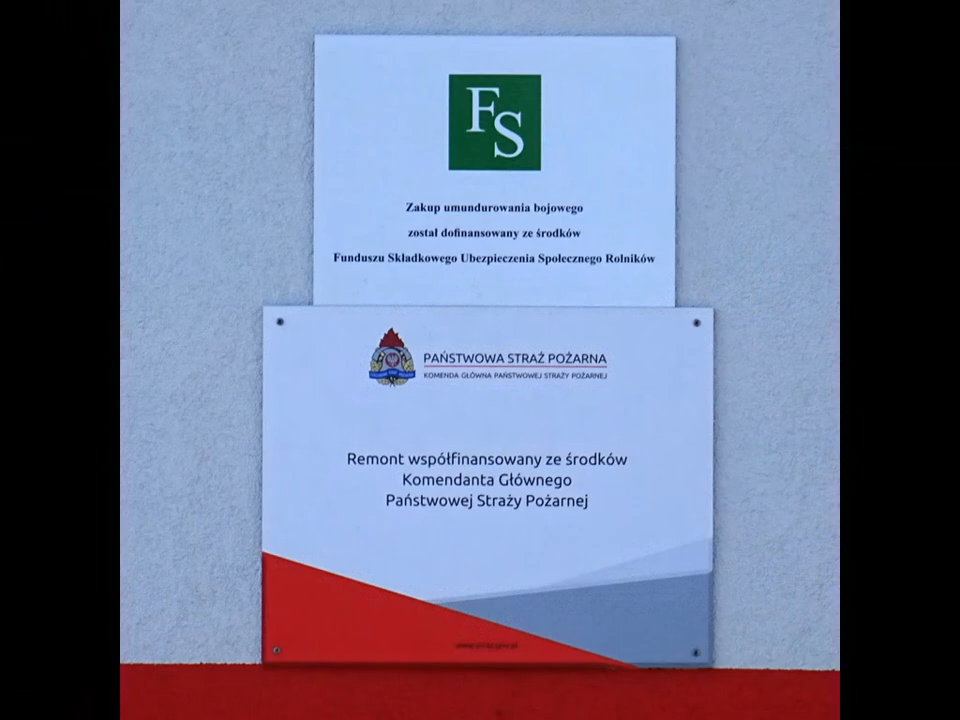 FS
Zakup umundurowania bojowego
został dofinansowany ze środków
Funduszu Składkowego Ubezpieczenia Społecznego Rolników
PAŃSTWOWA STRAŻ POŻARNA
KOMENDA GŁÓWNA PAŃSTWOWEJ STRAŻY POŻARNEJ
Remont współfinansowany ze środków
Komendanta Głównego
Państwowej Straży Pożarnej